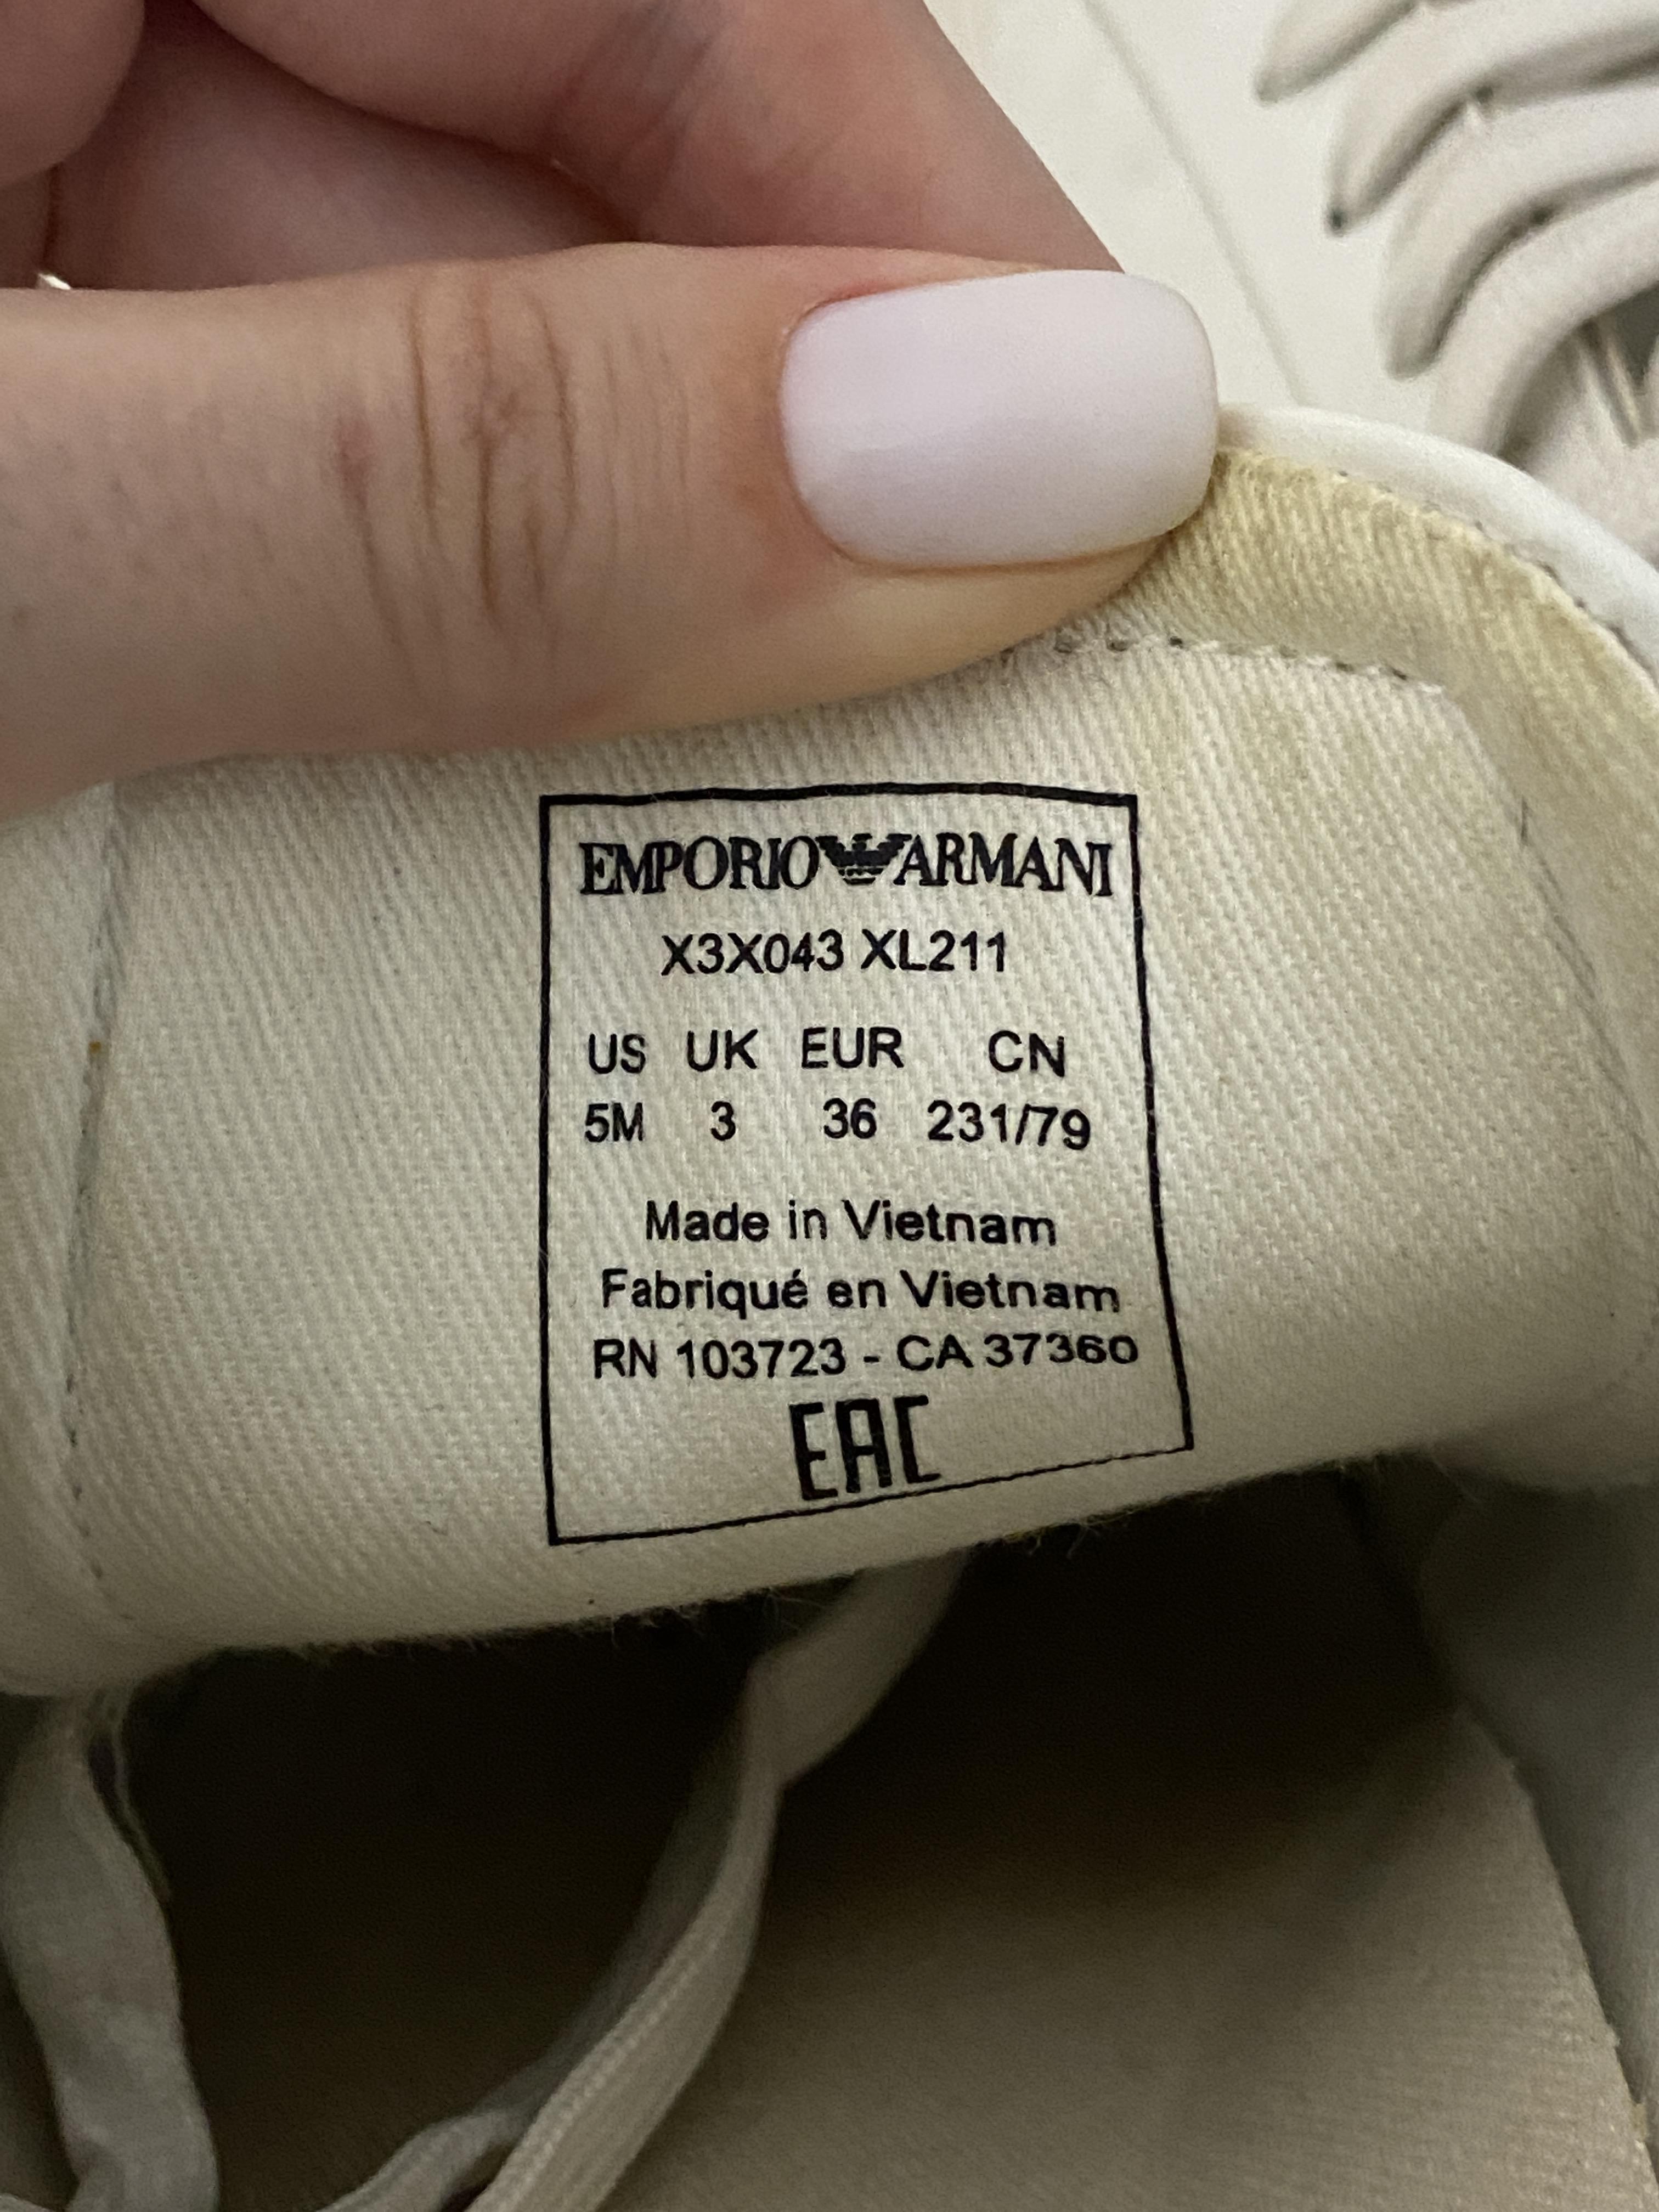 EMPORIO ARMANI
X3X043 XL211
US UK EUR CN
5M 3 36 231/79
Made in Vietnam
Fabriqué en Vietnam
RN 103723 - CA 37360
EAC